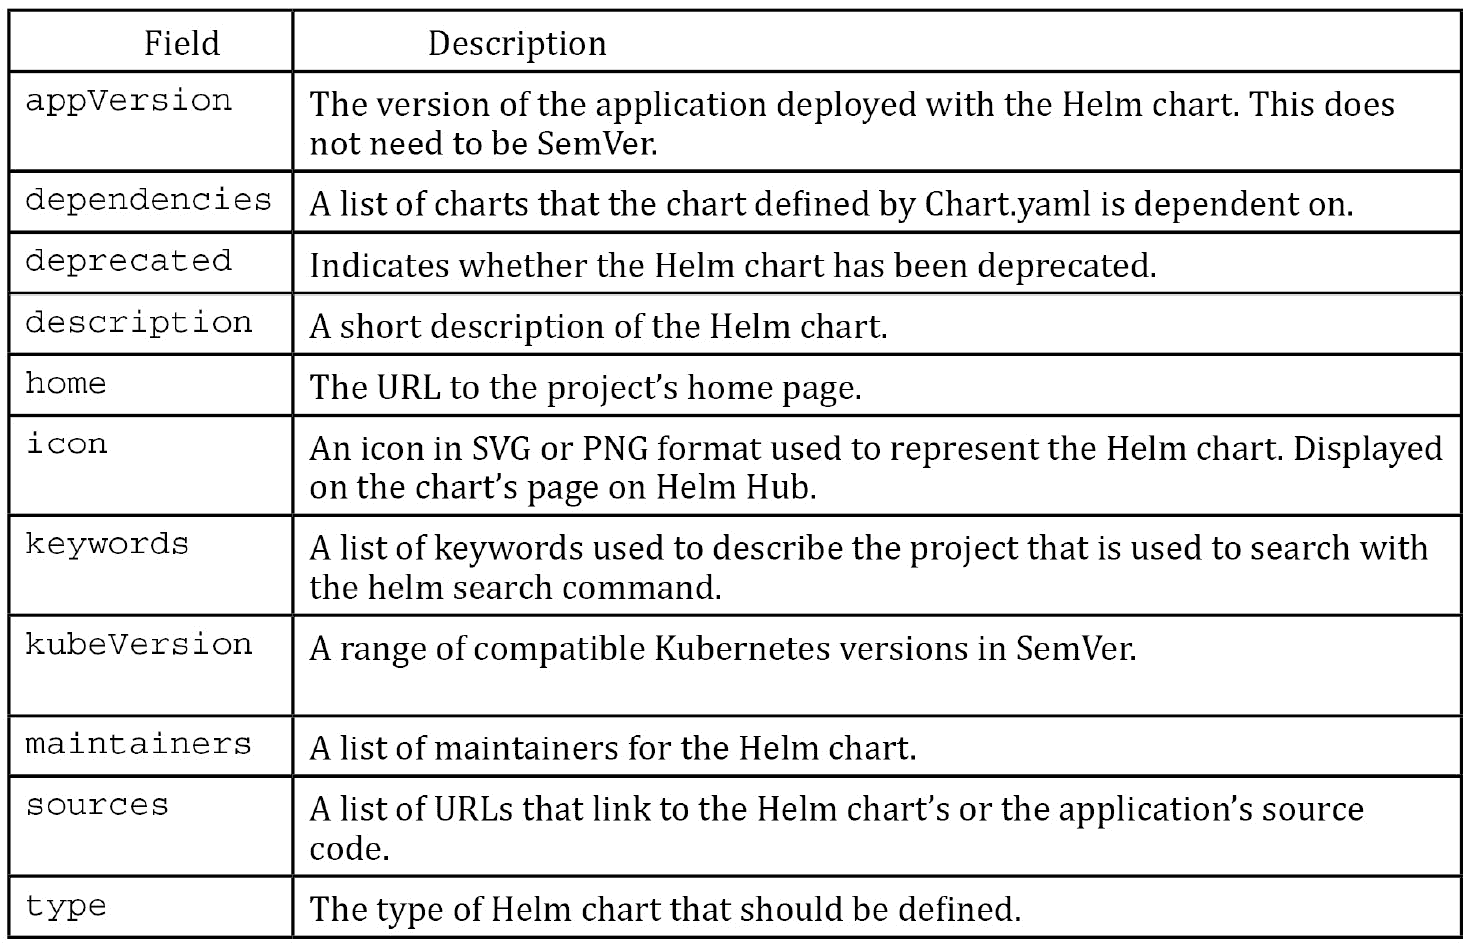 Field Description
appVersion The version of the application deployed with the Helm chart. This does
not need to be SemVer.
dependencies A list of charts that the chart defined by Chart.yaml is dependent on.
deprecated Indicates whether the Helm chart has been deprecated.
description A short description of the Helm chart.
home The URL to the project’s home page.
icon An icon in SVG or PNG format used to represent the Helm chart. Displayed
on the chart’s page on Helm Hub.
keywords A list of keywords used to describe the project that is used to search with
the helm search command.
kubeVersion A range of compatible Kubernetes versions in SemVer.
maintainers A list of maintainers for the Helm chart.
sources A list of URLs that link to the Helm chart’s or the application’s source
code.
type The type of Helm chart that should be defined.